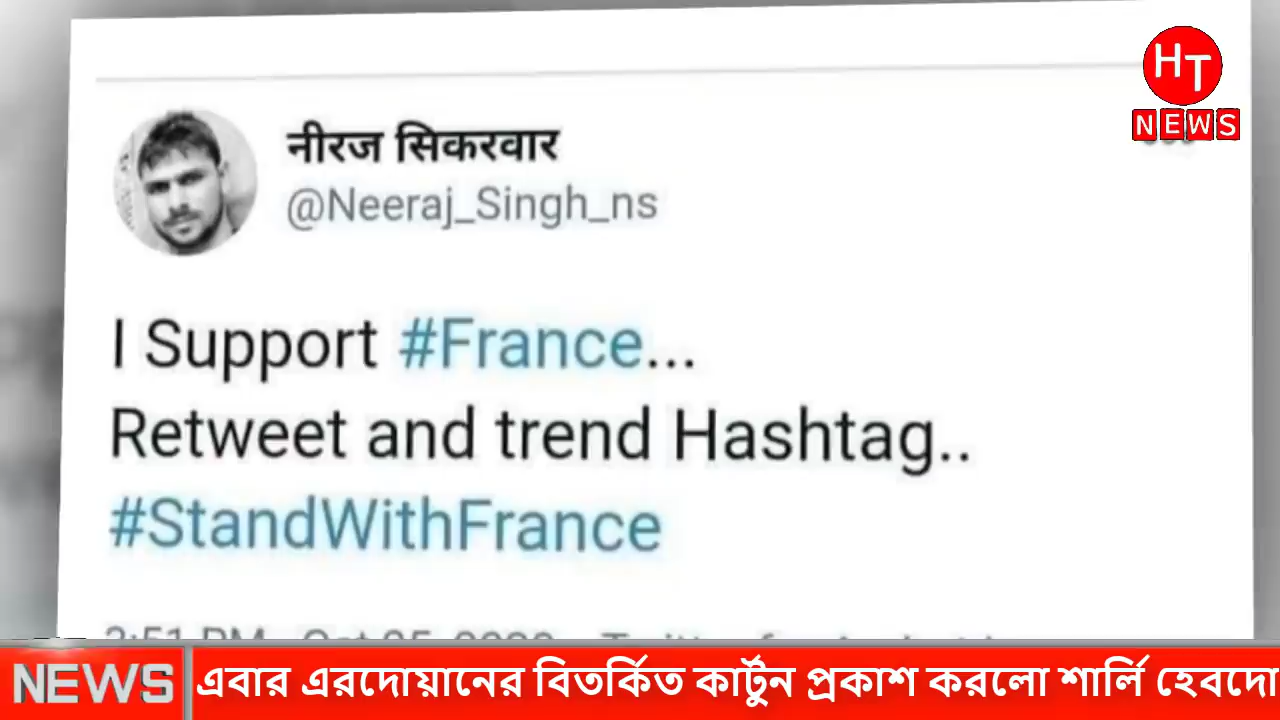 HT
NEWS
नीरज सिकरवार
@Neeraj_Singh_ns
I Support #France...
Retweet and trend Hashtag..
#StandWithFrance
NEWS
এবার এরদোয়ানের বিতর্কিত কার্টুন প্রকাশ করলো শার্লি হেবদো